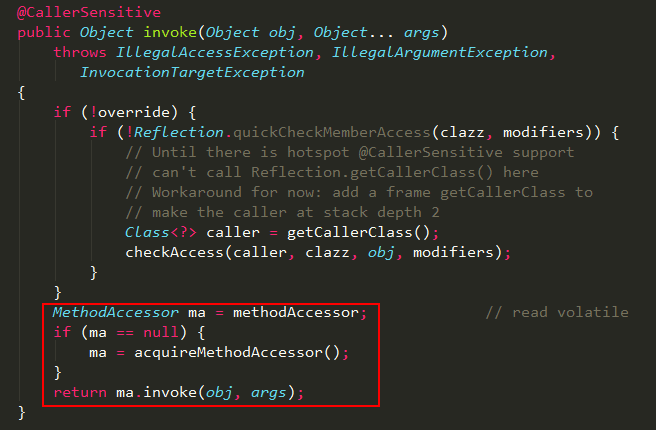 @CallerSensitive
public Object invoke(Object obj, Object... args)
    throws IllegalAccessException, IllegalArgumentException,
        InvocationTargetException
{
    if (!override) {
        if (!Reflection.quickCheckMemberAccess(clazz, modifiers)) {
            // Until there is hotspot @CallerSensitive support
            // can't call Reflection.getCallerClass() here
            // Workaround for now: add a frame getCallerClass to
            // make the caller at stack depth 2
            Class<?> caller = getCallerClass();
            checkAccess(caller, clazz, obj, modifiers);
        }
    }
    MethodAccessor ma = methodAccessor;             // read volatile
    if (ma == null) {
        ma = acquireMethodAccessor();
    }
    return ma.invoke(obj, args);
}